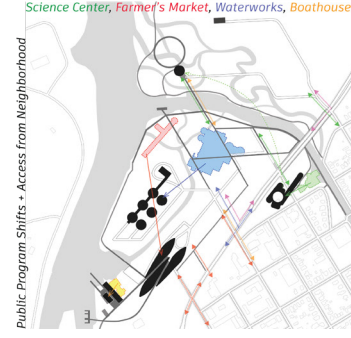 Science Center, Farmer's Market, Waterworks, Boathouse
Public Program Shifts + Access from Neighborhood